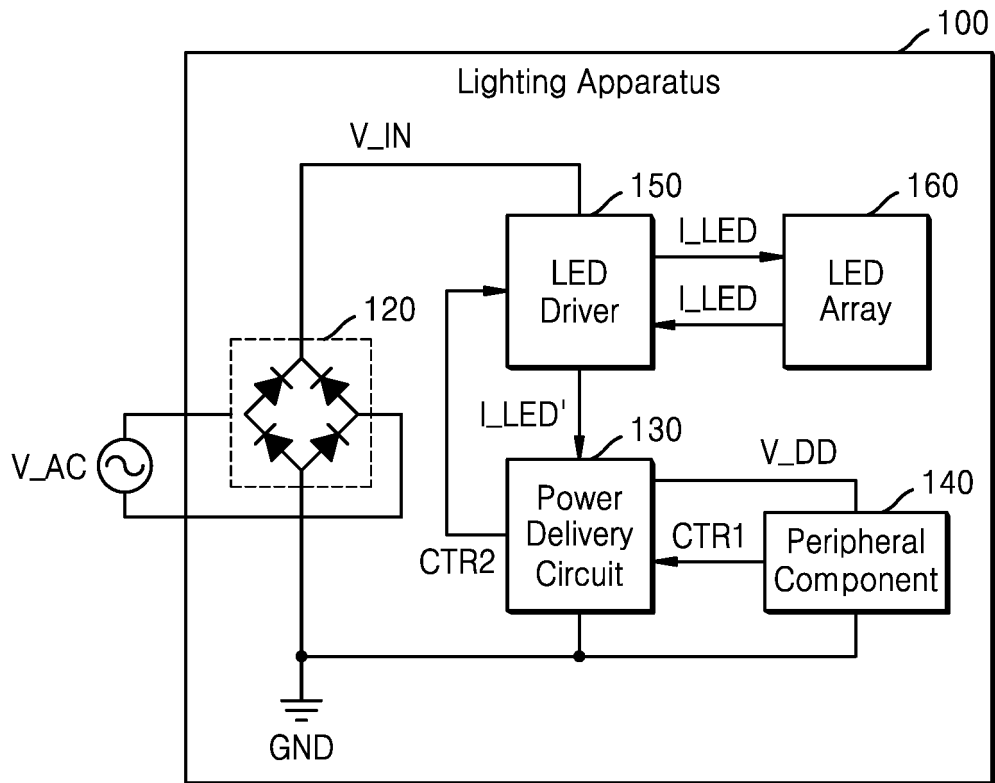 100
Lighting Apparatus
V_IN
150
160
I_LED
LED
Driver
LED
Array
I_LED
120
I_LED'
130
V_DD
140
V_AC
Power
Delivery
Circuit
CTR1
Peripheral
Component
CTR2
GND